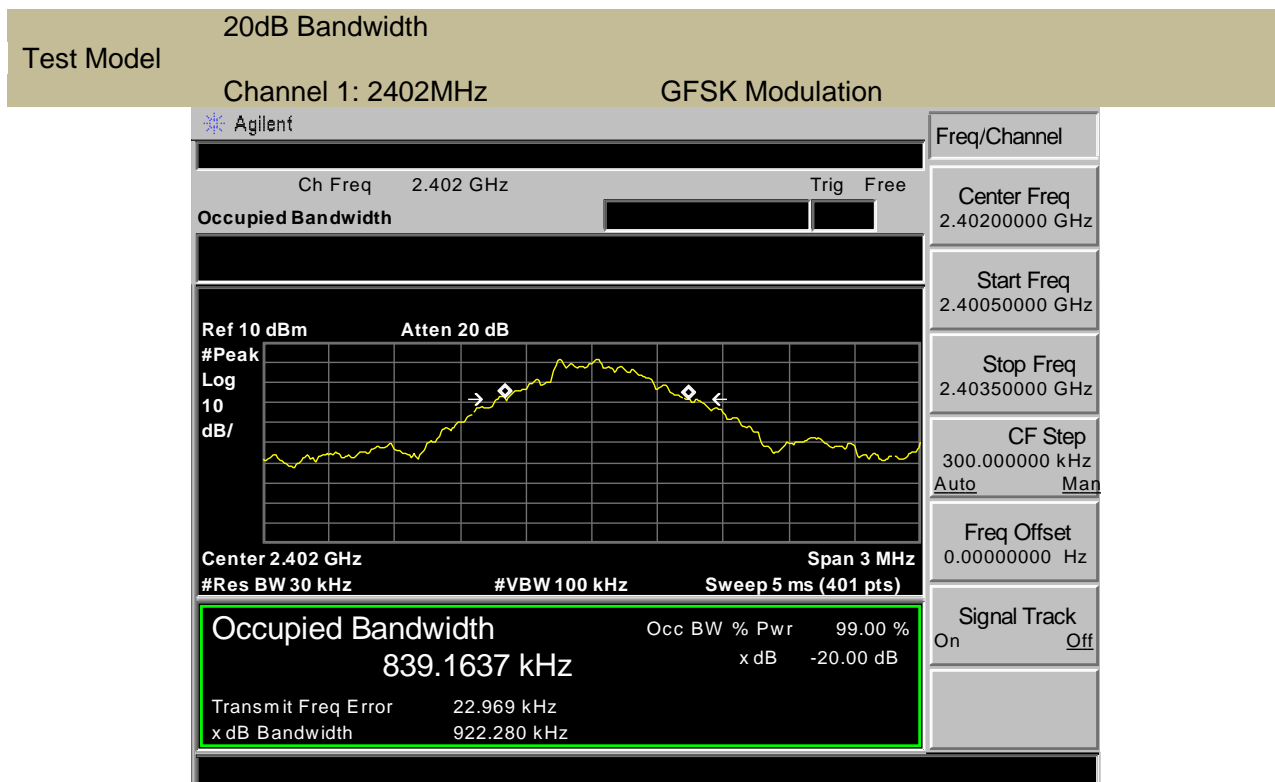 20dB Bandwidth
Test Model
Channel 1: 2402MHz GFSK Modulation
Agilent
Ch Freq 2.402 GHz Trig Free
Occupied Bandwidth
Ref 10 dBm Atten 20 dB
#Peak
Log
10
dB/
Center 2.402 GHz Span 3 MHz
#Res BW 30 kHz #VBW 100 kHz Sweep 5 ms (401 pts)
Occupied Bandwidth
839.1637 kHz
Occ BW % Pwr 99.00 %
x dB -20.00 dB
Transmit Freq Error 22.969 kHz
x dB Bandwidth 922.280 kHz
Freq/Channel
Center Freq
2.40200000 GHz
Start Freq
2.40050000 GHz
Stop Freq
2.40350000 GHz
CF Step
300.000000 kHz
Auto Man
Freq Offset
0.00000000 Hz
Signal Track
On Off